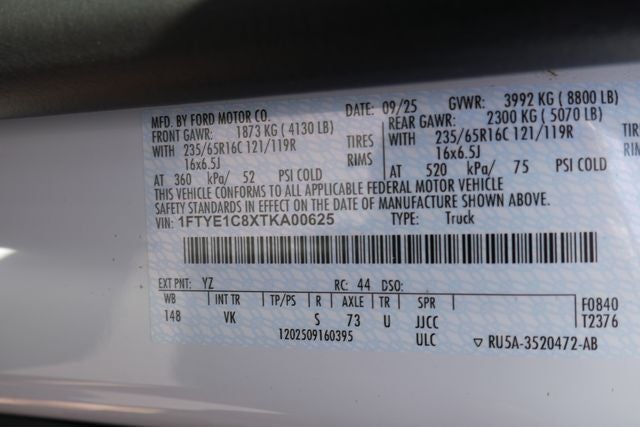 MFD. BY FORD MOTOR CO. DATE: 09/25 GVWR: 3992 KG ( 8800 LB)
FRONT GAWR: 1873 KG ( 4130 LB) REAR GAWR: 2300 KG ( 5070 LB)
WITH 235/65R16C 121/119R TIRES 235/65R16C 121/119R
WITH 16x6.5J RIMS 16x6.5J
AT 360 kPa/ 52 PSI COLD AT 520 kPa/ 75 PSI COLD
THIS VEHICLE CONFORMS TO ALL APPLICABLE FEDERAL MOTOR VEHICLE
SAFETY STANDARDS IN EFFECT ON THE DATE OF MANUFACTURE SHOWN ABOVE.
VIN: 1FTYE1C8XTKA00625 TYPE: Truck
EXT PNT: YZ RC: 44 DSO:
WB INT TR TP/PS R AXLE TR SPR F0840
148 VK S 73 U JJCC T2376
1202509160395 ULC ▽ RU5A-3520472-AB